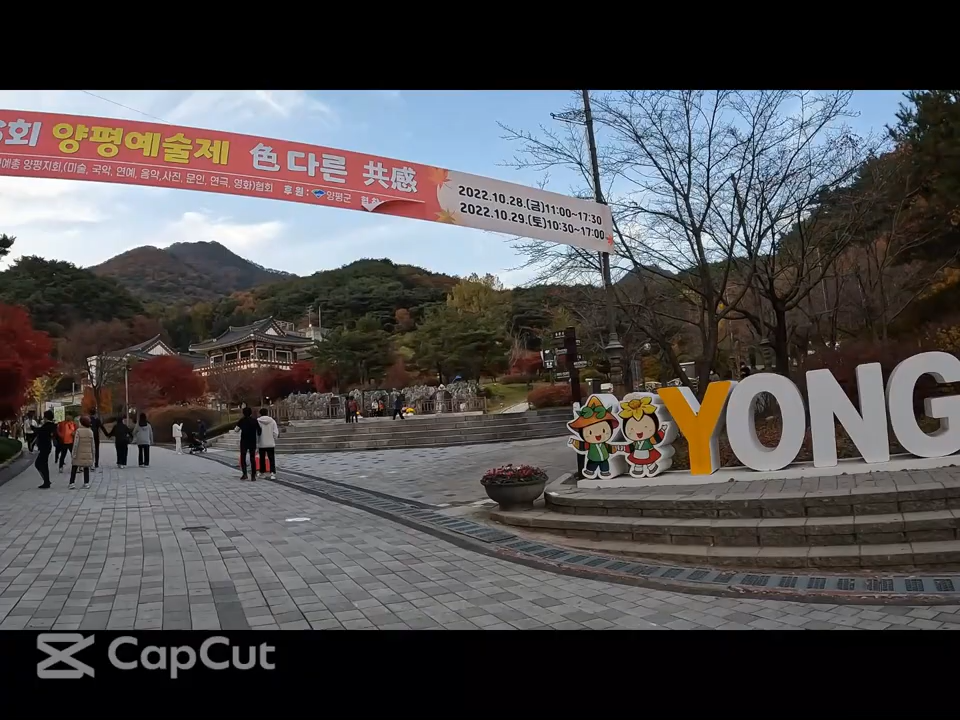 회 양평예술제 色 다른 共感
양평지회,(미술, 국악, 연예, 음악,사진, 문인, 연극, 영화)협회 후원 : 양평군
2022.10.28.(금)11:00~17:30
2022.10.29.(토)10:30~17:00
YONG
CapCut